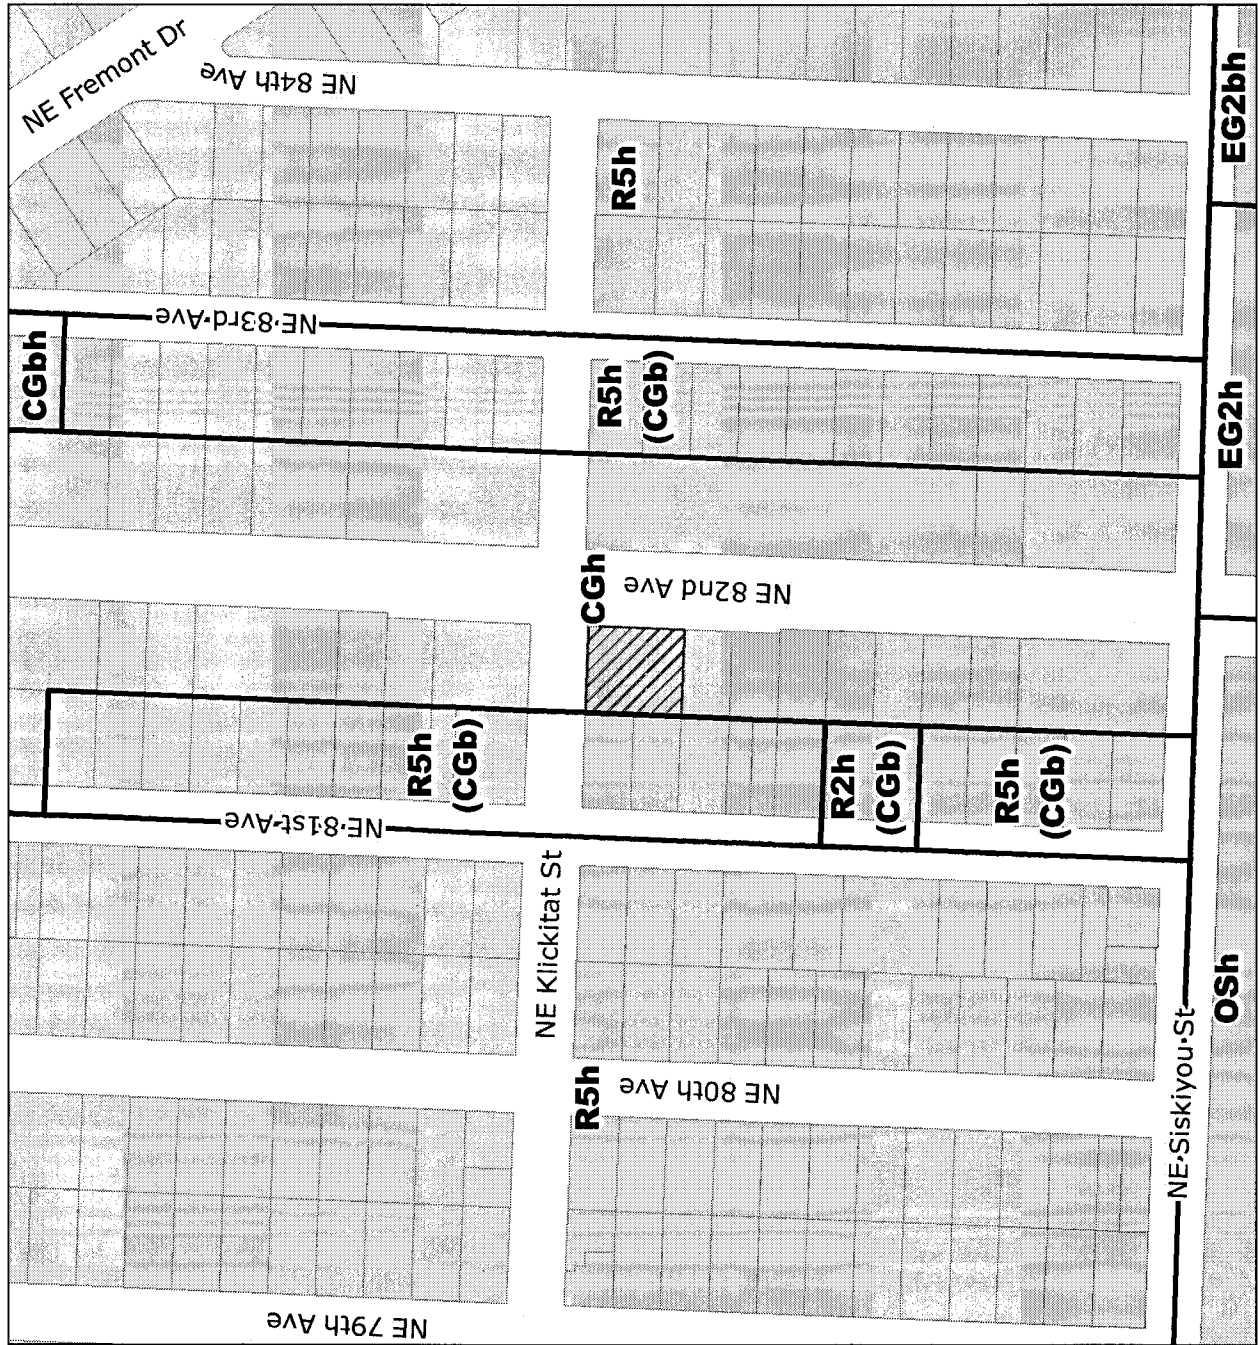 NE Fremont Dr
NE 84th Ave
EG2bh
R5h
NE 83rd Ave
CGbh
R5h
(CGb)
EG2h
CGh
NE 82nd Ave
R5h
(CGb)
R2h
(CGb)
R5h
(CGb)
NE 81st Ave
NE Klickitat St
OSh
R5h
NE 80th Ave
NE Siskiyou St
NE 79th Ave